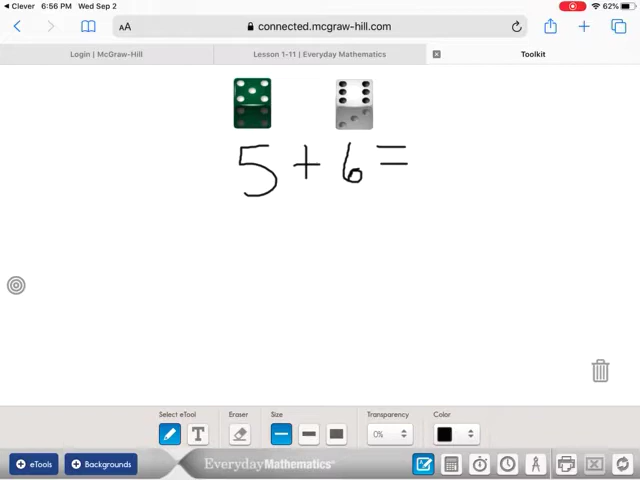 Clever 6:56 PM Wed Sep 2 62%
AA connected.mcgraw-hill.com
Login | McGraw-Hill Lesson 1-11 | Everyday Mathematics Toolkit
5 + 6 =
Select eTool Eraser Size Transparency Color
T 0%
eTools Backgrounds EverydayMathematics